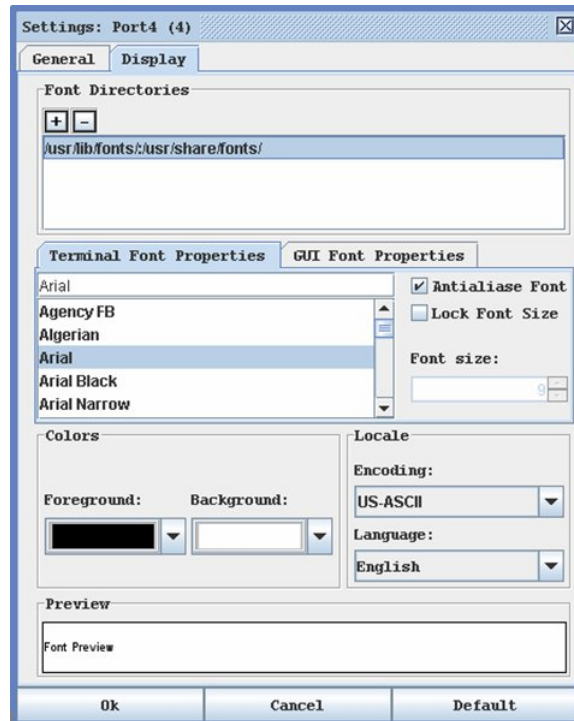 Settings: Port4 (4)
General Display
Font Directories
+ -
/usr/lib/fonts/:/usr/share/fonts/
Terminal Font Properties GUI Font Properties
Arial
Antialiase Font
Agency FB
Lock Font Size
Algerian
Arial
Font size:
Arial Black
9
Arial Narrow
Colors
Locale
Encoding:
Foreground: Background:
US-ASCII
Language:
English
Preview
Font Preview
Ok Cancel Default